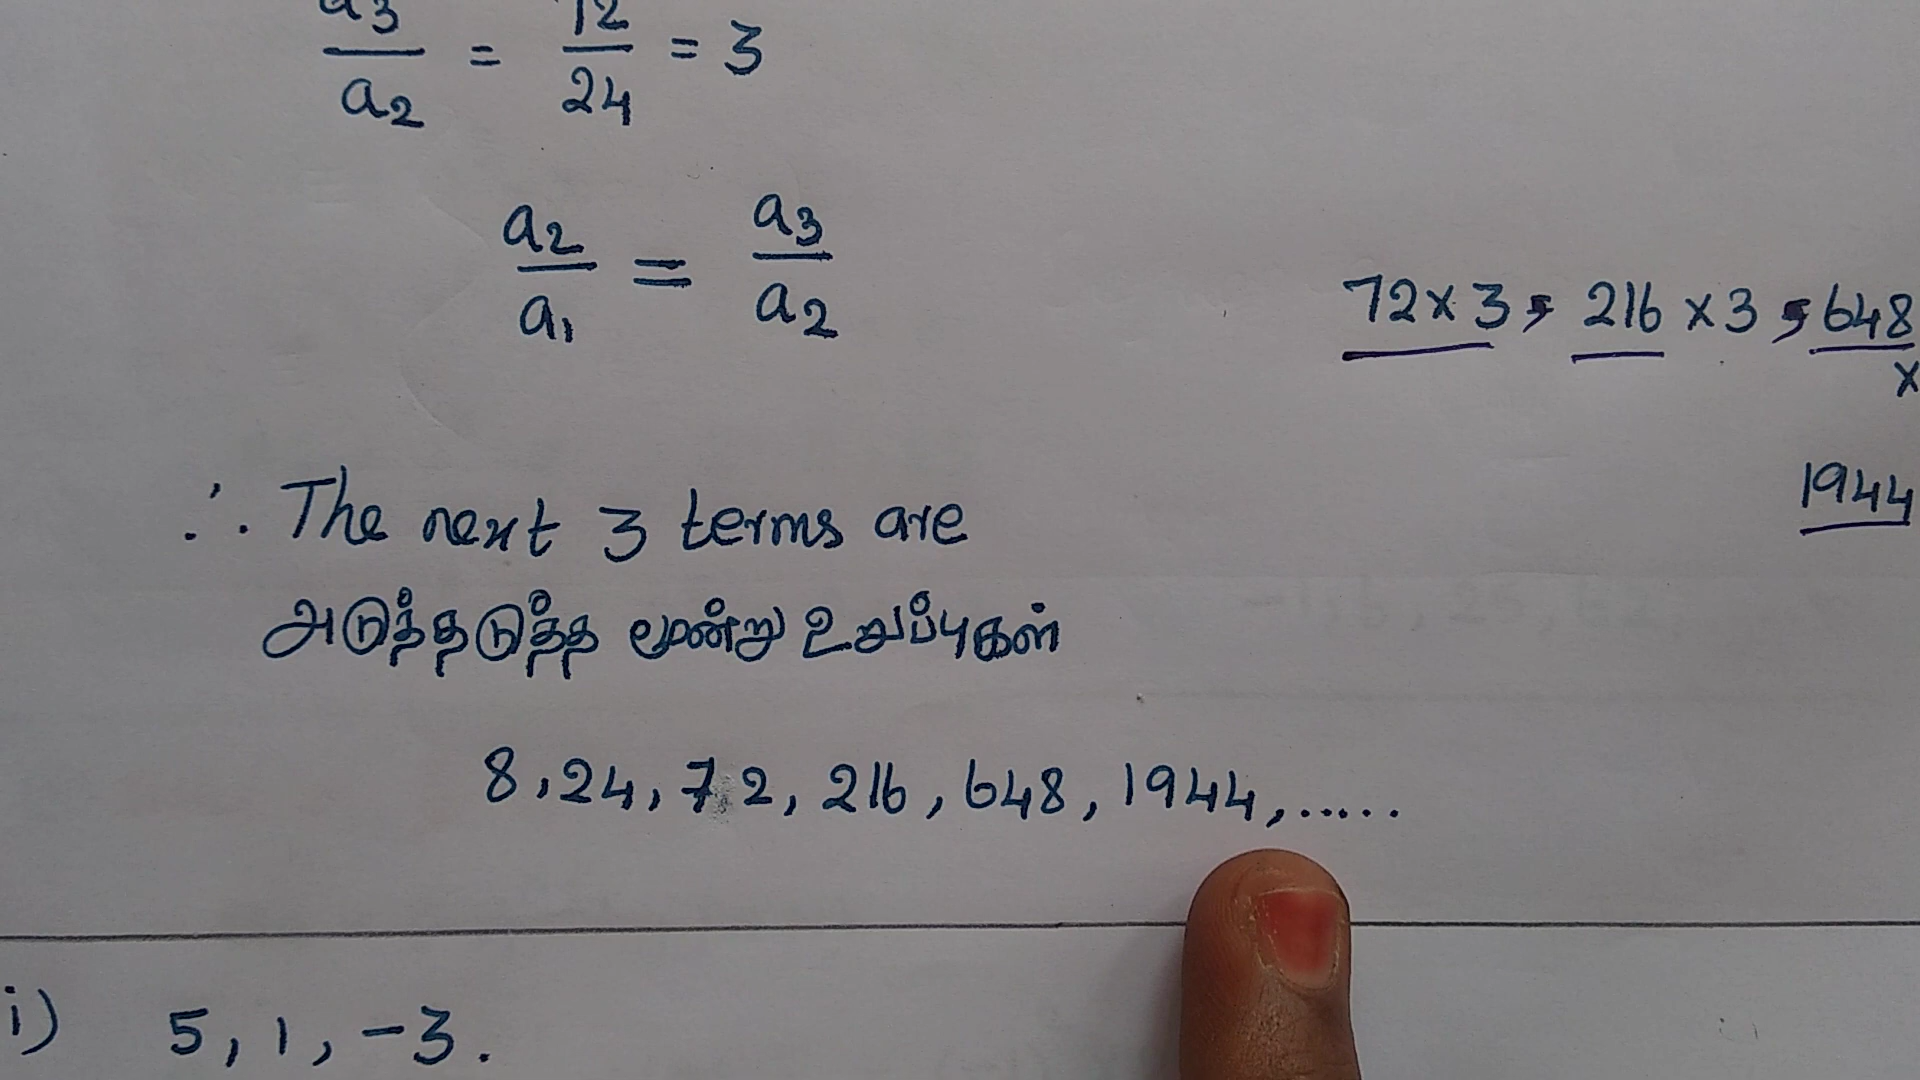 a3/a2 = 72/24 = 3
a2/a1 = a3/a2
72 x 3, 216 x 3, 648
x
1944
∴ The next 3 terms are
அடுத்தடுத்த மூன்று உறுப்புகள்
8, 24, 72, 216, 648, 1944, .....
i) 5, 1, -3.